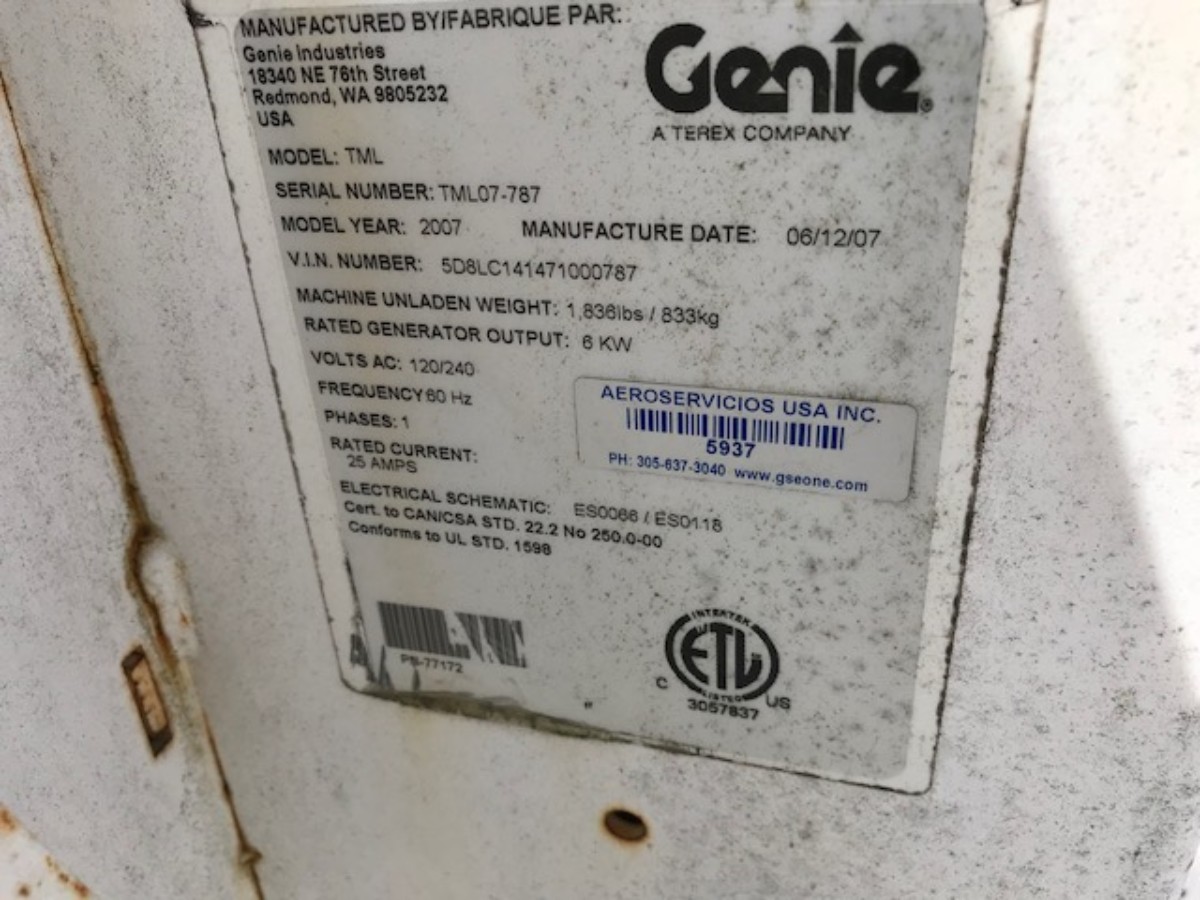 MANUFACTURED BY/FABRIQUE PAR:
Genie Industries
18340 NE 76th Street
Redmond, WA 9805232
USA
Genie®
A TEREX COMPANY
MODEL: TML
SERIAL NUMBER: TML07-787
MODEL YEAR: 2007 MANUFACTURE DATE: 06/12/07
V.I.N. NUMBER: 5D8LC141471000787
MACHINE UNLADEN WEIGHT: 1,836lbs / 833kg
RATED GENERATOR OUTPUT: 6 KW
VOLTS AC: 120/240
FREQUENCY 60 Hz
PHASES: 1
RATED CURRENT:
25 AMPS
AEROSERVICIOS USA INC.
5937
PH: 305-637-3040 www.gseone.com
ELECTRICAL SCHEMATIC: ES0066 / ES0118
Cert. to CAN/CSA STD. 22.2 No 250.0-00
Conforms to UL STD. 1598
77172
INTERTEK
ETL
LISTED
C US
3057837